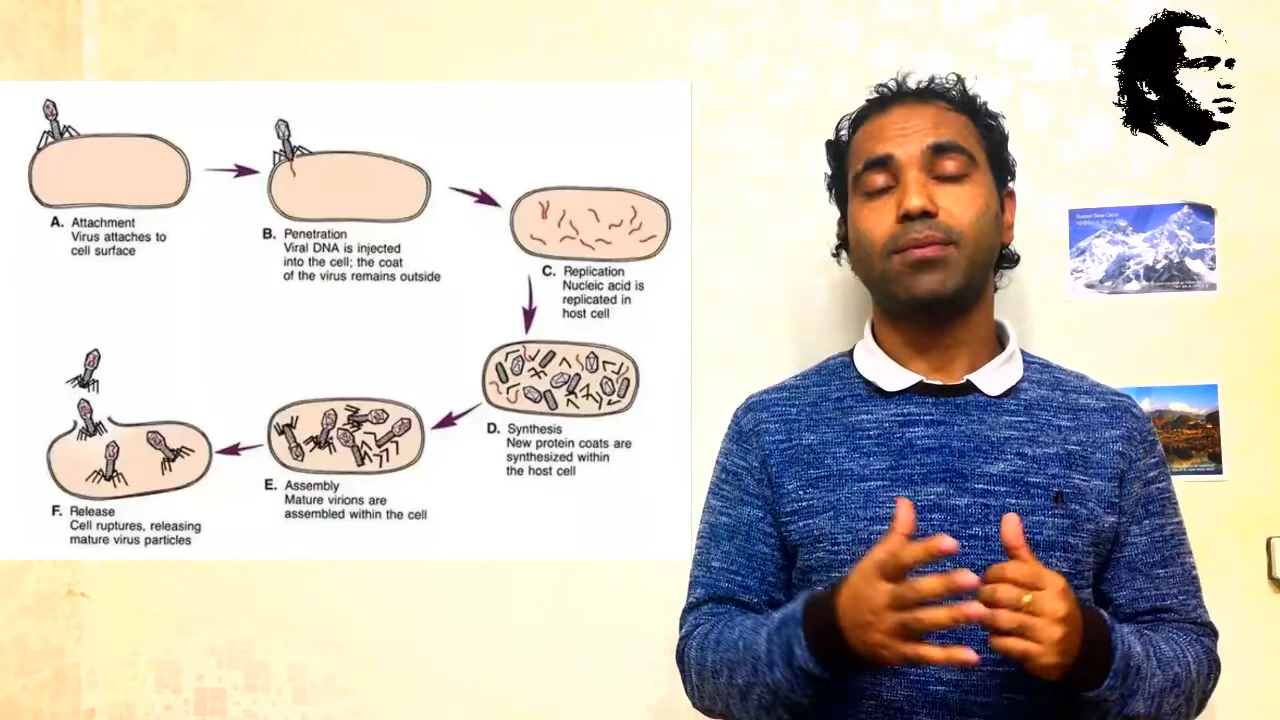 A. Attachment
Virus attaches to
cell surface
B. Penetration
Viral DNA is injected
into the cell; the coat
of the virus remains outside
C. Replication
Nucleic acid is
replicated in
host cell
D. Synthesis
New protein coats are
synthesized within
the host cell
E. Assembly
Mature virions are
assembled within the cell
F. Release
Cell ruptures, releasing
mature virus particles